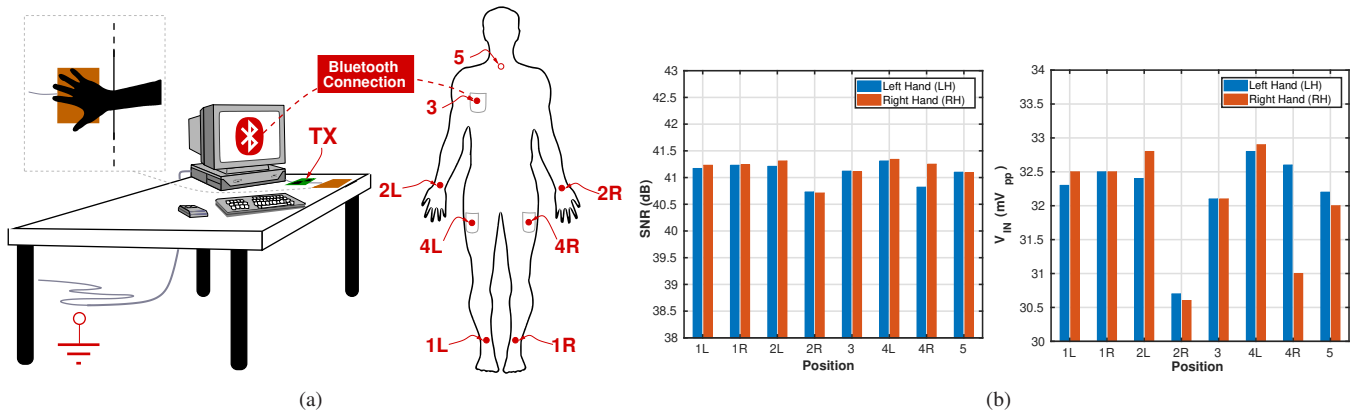 5
Bluetooth
Connection
3
TX
2L
2R
4L
4R
1L
1R
(a)
43
42.5
42
41.5
41
40.5
40
39.5
39
38.5
38
SNR (dB)
Left Hand (LH)
Right Hand (RH)
1L 1R 2L 2R 3 4L 4R 5
Position
34
33.5
33
32.5
32
31.5
31
30.5
30
V IN (mV pp)
Left Hand (LH)
Right Hand (RH)
1L 1R 2L 2R 3 4L 4R 5
Position
(b)